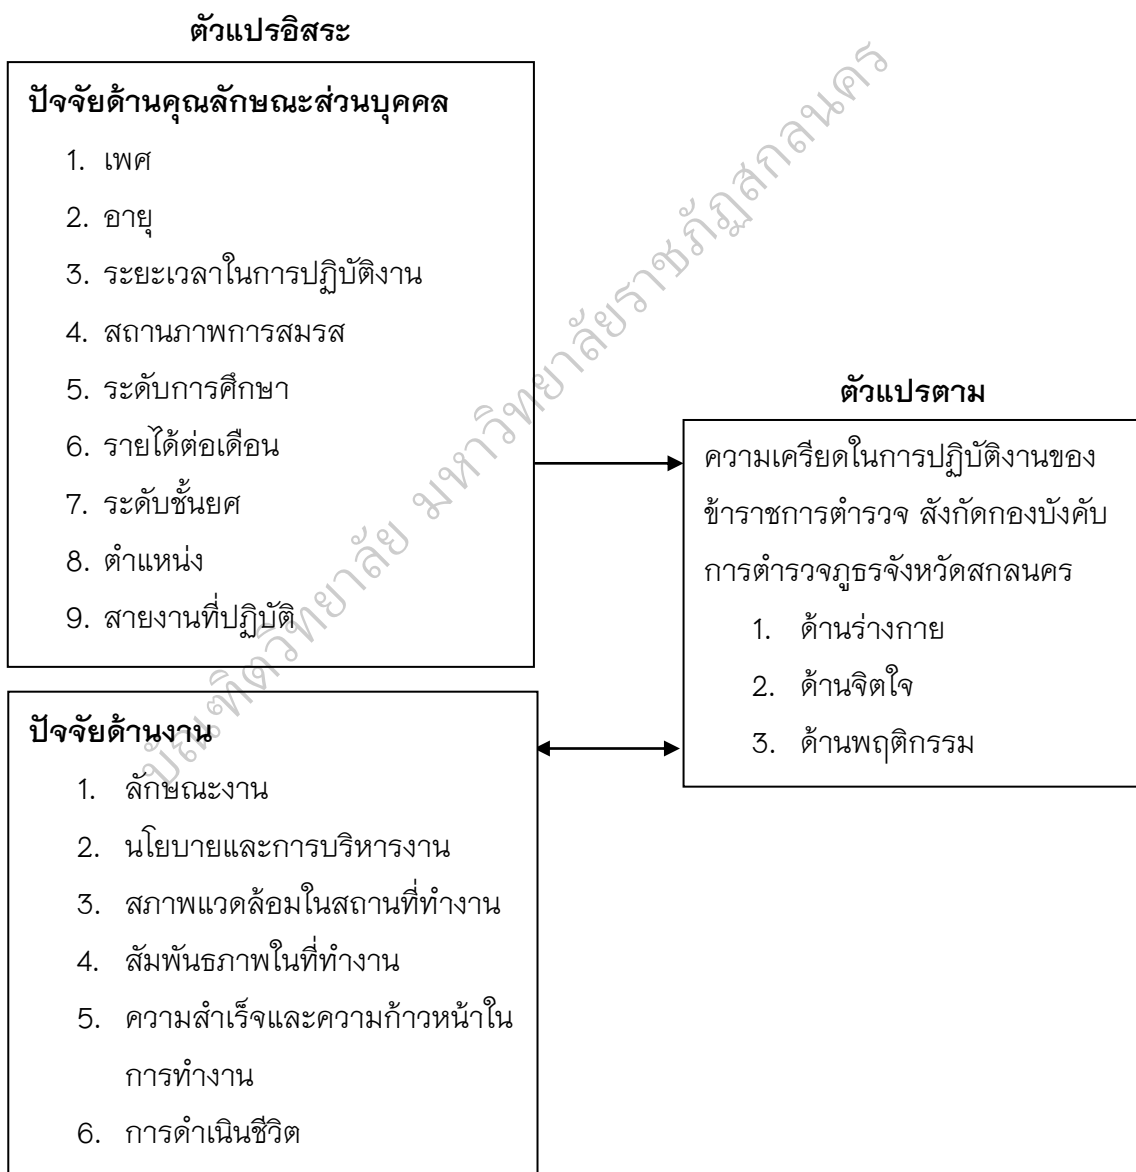 ตัวแปรอิสระ
ปัจจัยด้านคุณลักษณะส่วนบุคคล
1. เพศ
2. อายุ
3. ระยะเวลาในการปฏิบัติงาน
4. สถานภาพการสมรส
5. ระดับการศึกษา
6. รายได้ต่อเดือน
7. ระดับชั้นยศ
8. ตำแหน่ง
9. สายงานที่ปฏิบัติ
ปัจจัยด้านงาน
1. ลักษณะงาน
2. นโยบายและการบริหารงาน
3. สภาพแวดล้อมในสถานที่ทำงาน
4. สัมพันธภาพในที่ทำงาน
5. ความสำเร็จและความก้าวหน้าใน
การทำงาน
6. การดำเนินชีวิต
ตัวแปรตาม
ความเครียดในการปฏิบัติงานของ
ข้าราชการตำรวจ สังกัดกองบังคับ
การตำรวจภูธรจังหวัดสกลนคร
1. ด้านร่างกาย
2. ด้านจิตใจ
3. ด้านพฤติกรรม
บัณฑิตวิทยาลัย มหาวิทยาลัยราชภัฏสกลนคร